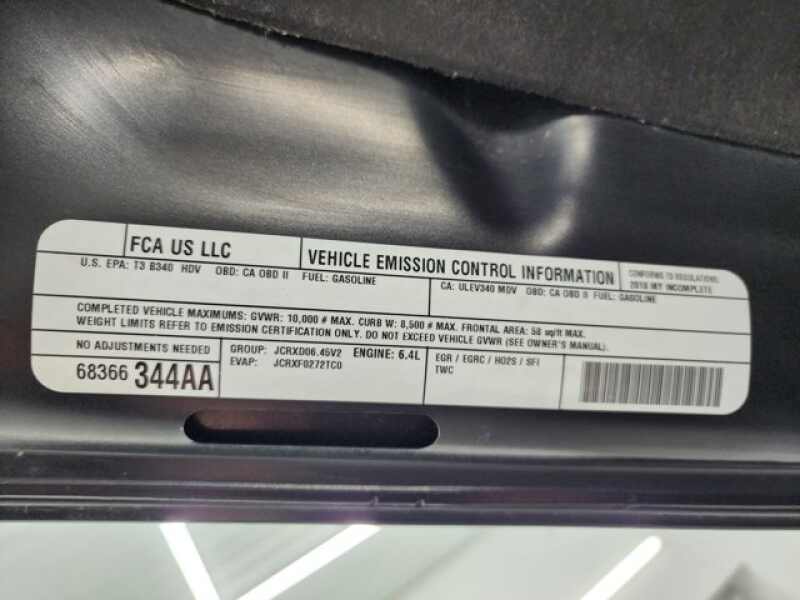 FCA US LLC
VEHICLE EMISSION CONTROL INFORMATION
CONFORMS TO REGULATIONS:
2018 MY INCOMPLETE
U.S. EPA: T3 B340 HDV OBD: CA OBD II FUEL: GASOLINE
CA: ULEV340 MDV OBD: CA OBD II FUEL: GASOLINE
COMPLETED VEHICLE MAXIMUMS: GVWR: 10,000 # MAX. CURB W: 8,500 # MAX. FRONTAL AREA: 58 sq/ft MAX.
WEIGHT LIMITS REFER TO EMISSION CERTIFICATION ONLY. DO NOT EXCEED VEHICLE GVWR (SEE OWNER'S MANUAL).
NO ADJUSTMENTS NEEDED
68366 344AA
GROUP: JCRXD06.45V2 ENGINE: 6.4L
EVAP: JCRXF0272TC0
EGR / EGRC / HO2S / SFI
TWC